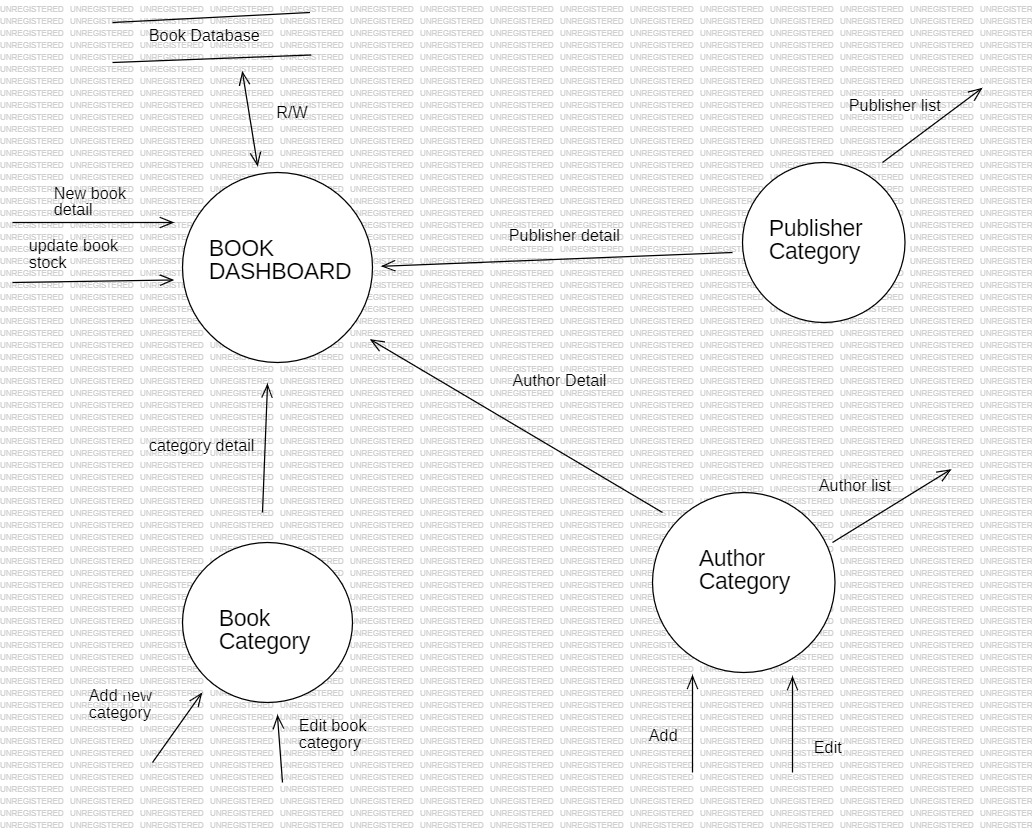 Book Database
R/W
Publisher list
New book
detail
update book
stock
BOOK
DASHBOARD
Publisher detail
Publisher
Category
Author Detail
category detail
Author list
Author
Category
Book
Category
Add new
category
Edit book
category
Add
Edit
UNREGISTERED